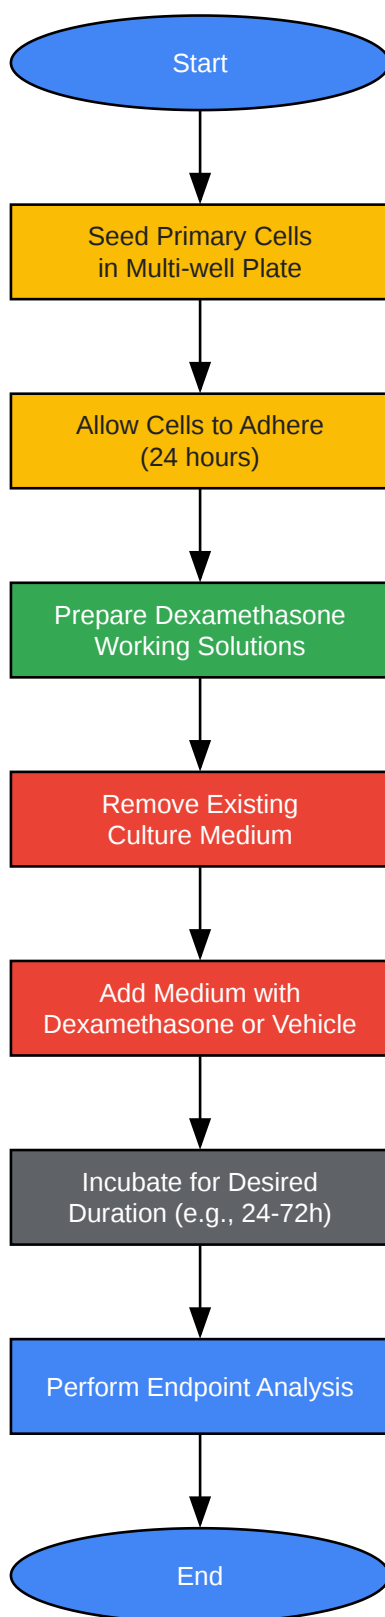 Start
Seed Primary Cells
in Multi-well Plate
Allow Cells to Adhere
(24 hours)
Prepare Dexamethasone
Working Solutions
Remove Existing
Culture Medium
Add Medium with
Dexamethasone or Vehicle
Incubate for Desired
Duration (e.g., 24-72h)
Perform Endpoint Analysis
End